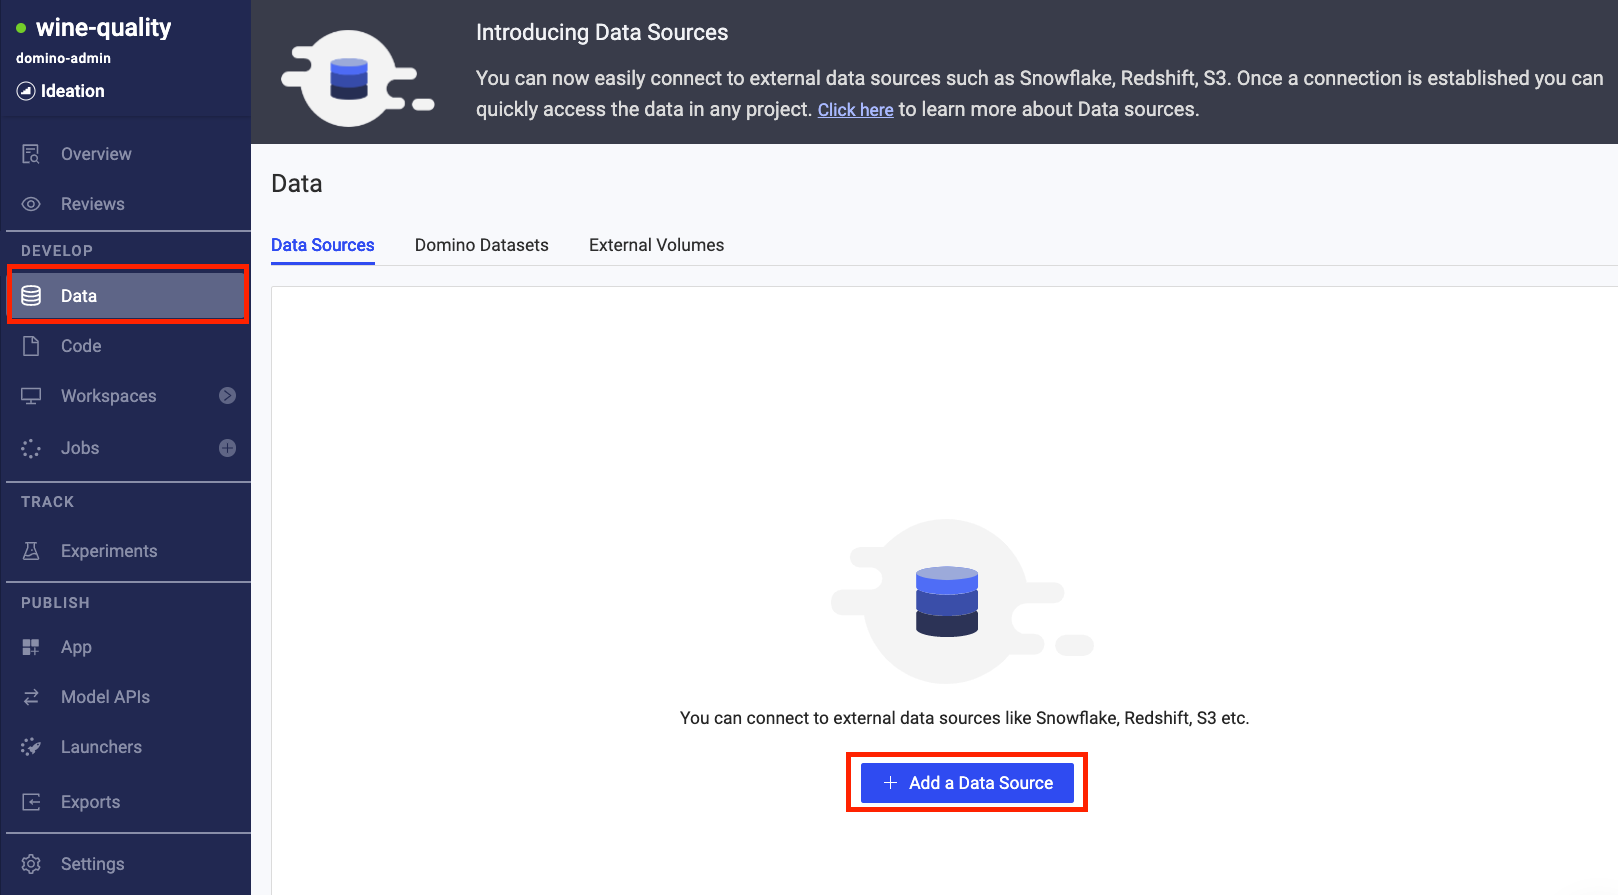 wine-quality
domino-admin
Ideation
Overview
Reviews
DEVELOP
Data
Code
Workspaces
Jobs
TRACK
Experiments
PUBLISH
App
Model APIs
Launchers
Exports
Settings
Introducing Data Sources
You can now easily connect to external data sources such as Snowflake, Redshift, S3. Once a connection is established you can
quickly access the data in any project. Click here to learn more about Data sources.
Data
Data Sources Domino Datasets External Volumes
You can connect to external data sources like Snowflake, Redshift, S3 etc.
+ Add a Data Source